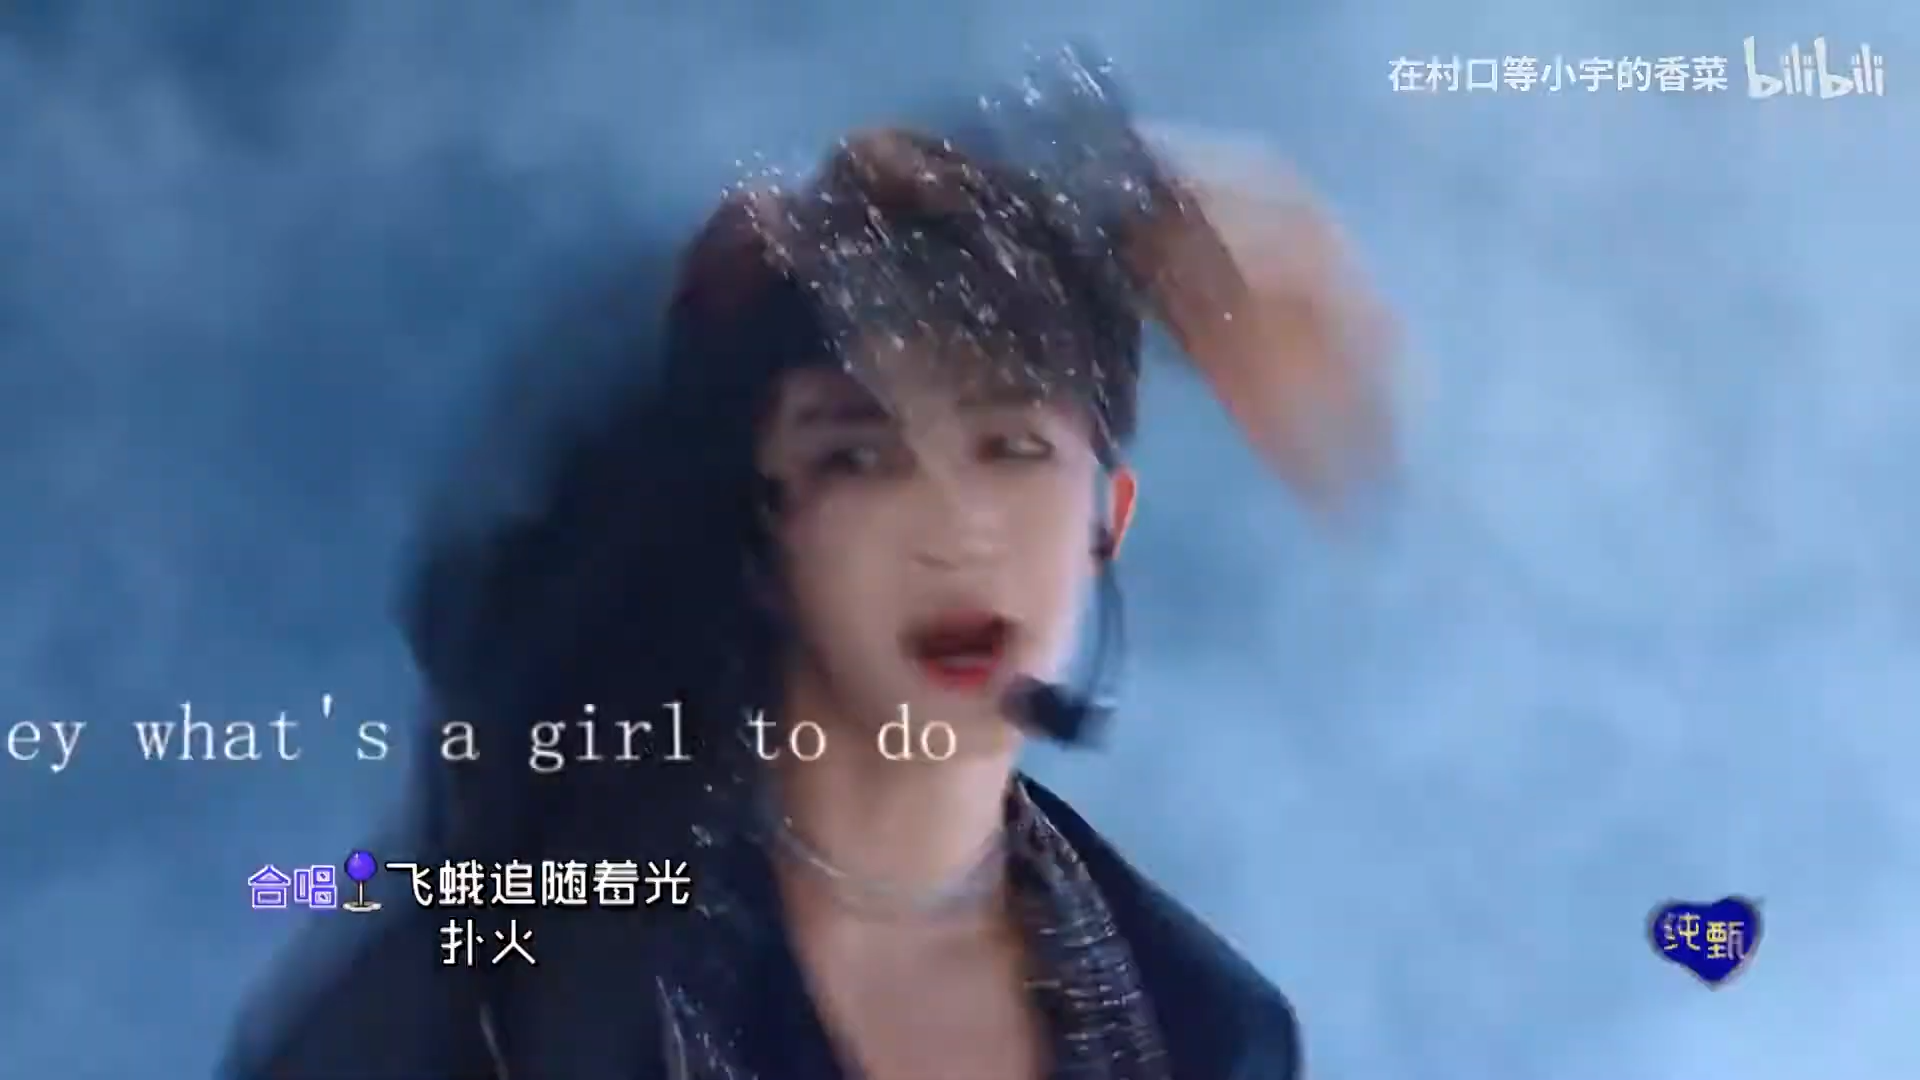 在村口等小宇的香菜 bilibili
ey what's a girl to do
合唱 飞蛾追随着光
扑火
纯甄